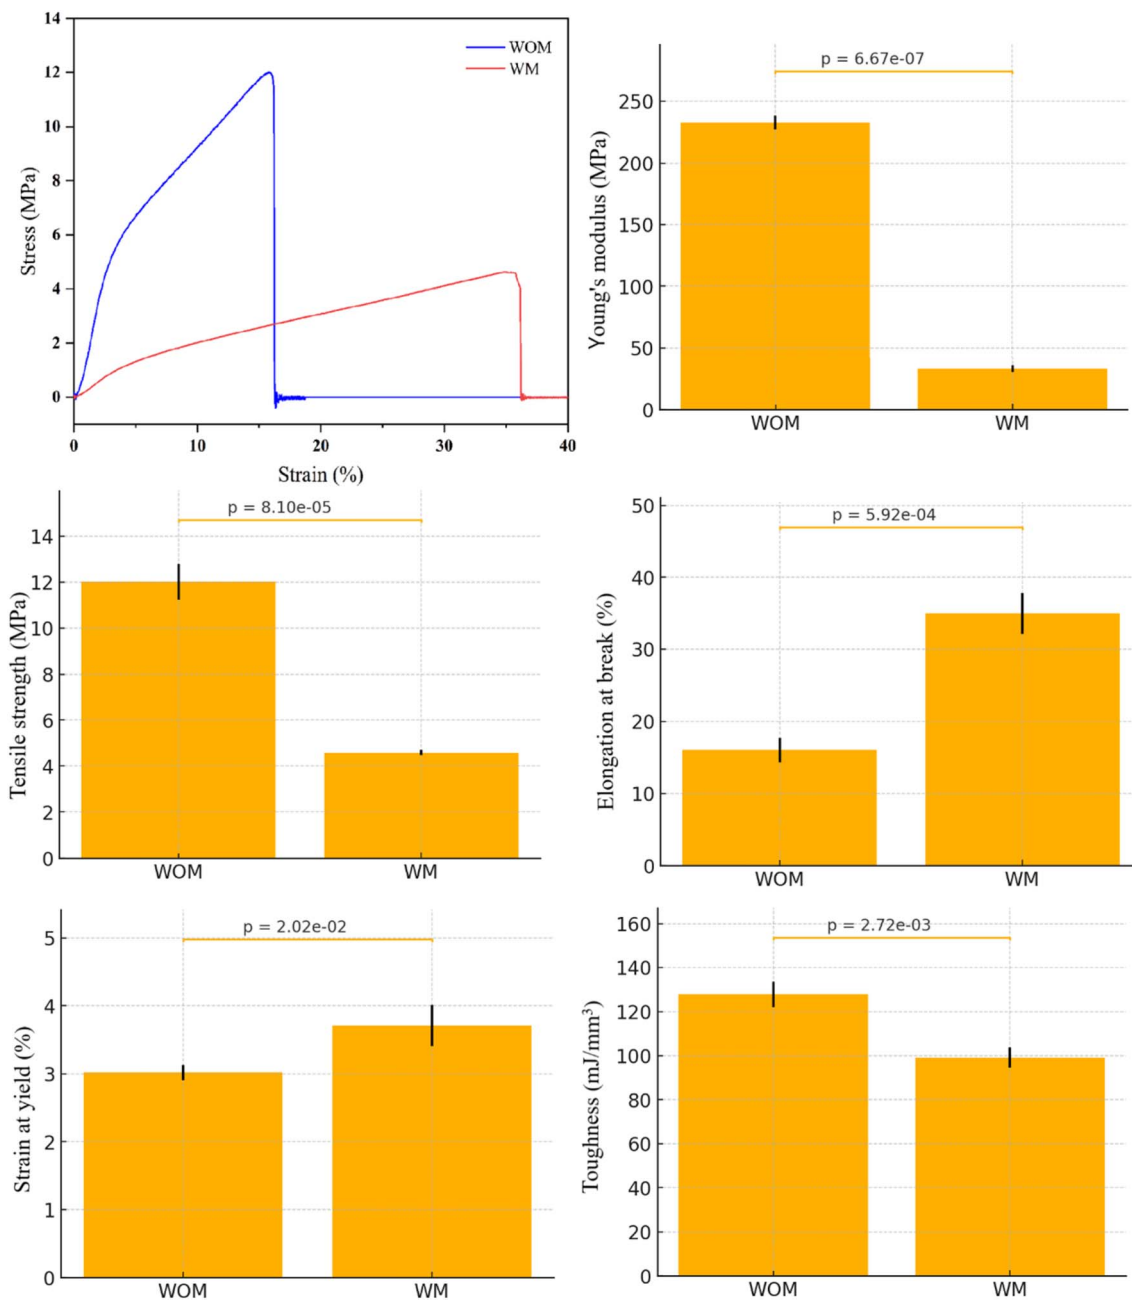 14
12
10
8
6
4
2
0
Stress (MPa)
WOM
WM
0
10
20
30
40
Strain (%)
p = 6.67e-07
250
200
150
100
50
0
Young's modulus (MPa)
WOM
WM
p = 8.10e-05
14
12
10
8
6
4
2
0
Tensile strength (MPa)
WOM
WM
p = 5.92e-04
50
40
30
20
10
0
Elongation at break (%)
WOM
WM
p = 2.02e-02
5
4
3
2
1
0
Strain at yield (%)
WOM
WM
p = 2.72e-03
160
140
120
100
80
60
40
20
0
Toughness (mJ/mm³)
WOM
WM